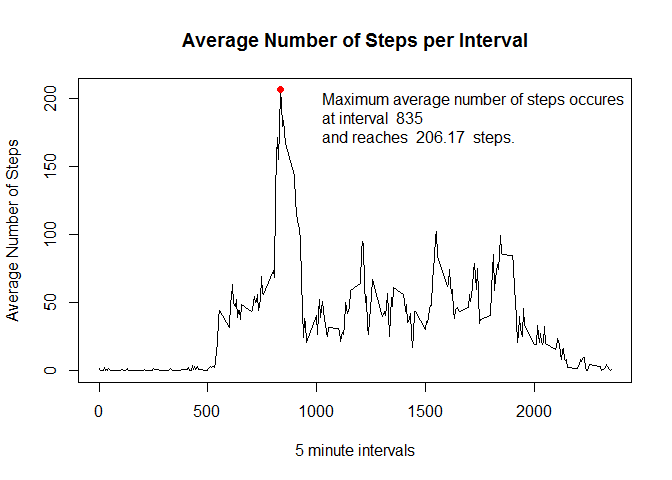 Average Number of Steps per Interval
Maximum average number of steps occures
at interval 835
and reaches 206.17 steps.
Average Number of Steps
200
150
100
50
0
0 500 1000 1500 2000
5 minute intervals